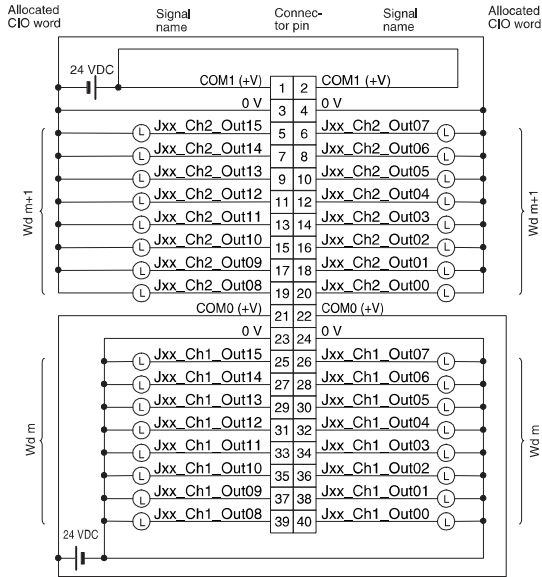 Allocated CIO word Signal name Connec-tor pin Signal name Allocated CIO word
24 VDC
COM1 (+V) 1 2 COM1 (+V)
0 V 3 4 0 V
L Jxx_Ch2_Out15 5 6 Jxx_Ch2_Out07 L
L Jxx_Ch2_Out14 7 8 Jxx_Ch2_Out06 L
L Jxx_Ch2_Out13 9 10 Jxx_Ch2_Out05 L
L Jxx_Ch2_Out12 11 12 Jxx_Ch2_Out04 L
L Jxx_Ch2_Out11 13 14 Jxx_Ch2_Out03 L
L Jxx_Ch2_Out10 15 16 Jxx_Ch2_Out02 L
L Jxx_Ch2_Out09 17 18 Jxx_Ch2_Out01 L
L Jxx_Ch2_Out08 19 20 Jxx_Ch2_Out00 L
Wd m+1
Wd m+1
COM0 (+V) 21 22 COM0 (+V)
0 V 23 24 0 V
L Jxx_Ch1_Out15 25 26 Jxx_Ch1_Out07 L
L Jxx_Ch1_Out14 27 28 Jxx_Ch1_Out06 L
L Jxx_Ch1_Out13 29 30 Jxx_Ch1_Out05 L
L Jxx_Ch1_Out12 31 32 Jxx_Ch1_Out04 L
L Jxx_Ch1_Out11 33 34 Jxx_Ch1_Out03 L
L Jxx_Ch1_Out10 35 36 Jxx_Ch1_Out02 L
L Jxx_Ch1_Out09 37 38 Jxx_Ch1_Out01 L
L Jxx_Ch1_Out08 39 40 Jxx_Ch1_Out00 L
Wd m
Wd m
24 VDC